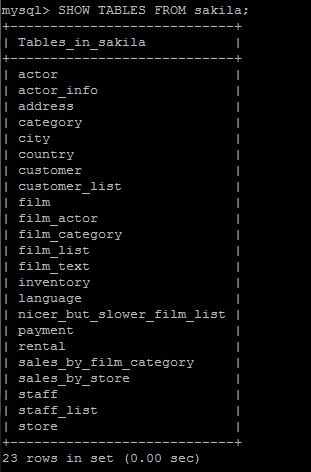 mysql> SHOW TABLES FROM sakila;
+----------------------------+
| Tables_in_sakila           |
+----------------------------+
| actor                      |
| actor_info                 |
| address                    |
| category                   |
| city                       |
| country                    |
| customer                   |
| customer_list              |
| film                       |
| film_actor                 |
| film_category              |
| film_list                  |
| film_text                  |
| inventory                  |
| language                   |
| nicer_but_slower_film_list |
| payment                    |
| rental                     |
| sales_by_film_category     |
| sales_by_store             |
| staff                      |
| staff_list                 |
| store                      |
+----------------------------+
23 rows in set (0.00 sec)